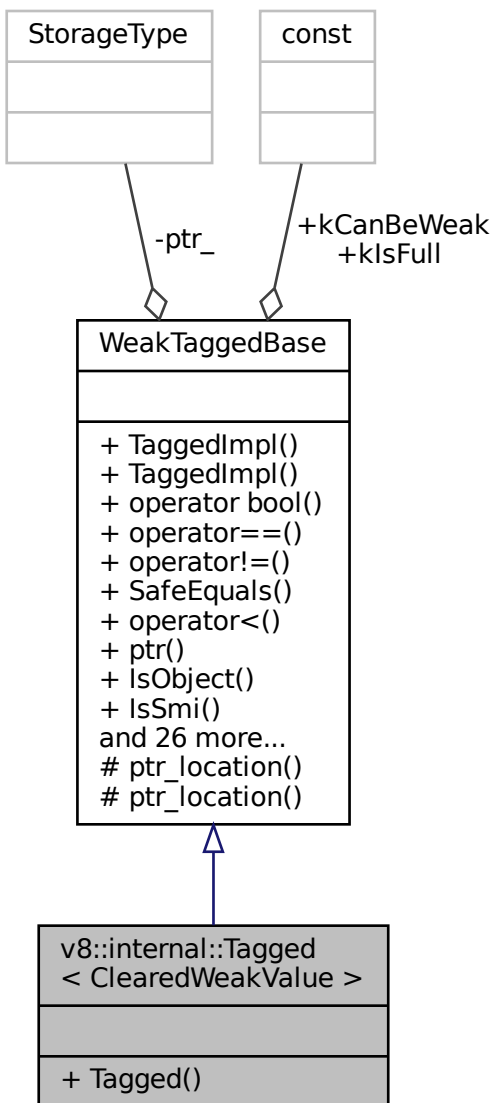 StorageType
const
-ptr_
+kCanBeWeak
+kIsFull
WeakTaggedBase
+ TaggedImpl()
+ TaggedImpl()
+ operator bool()
+ operator==()
+ operator!=()
+ SafeEquals()
+ operator<()
+ ptr()
+ IsObject()
+ IsSmi()
and 26 more...
# ptr_location()
# ptr_location()
v8::internal::Tagged
< ClearedWeakValue >
+ Tagged()